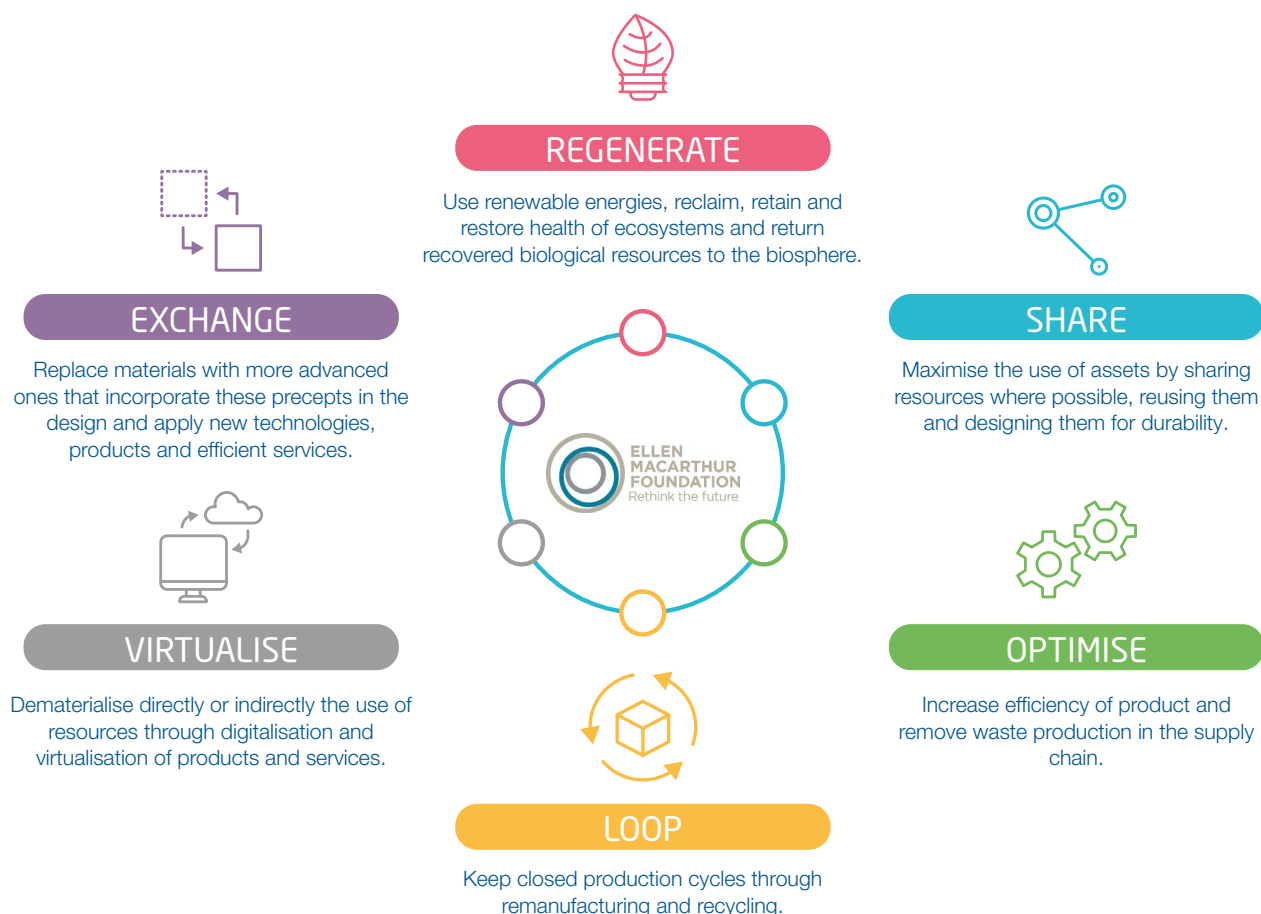 REGENERATE
Use renewable energies, reclaim, retain and
restore health of ecosystems and return
recovered biological resources to the biosphere.
EXCHANGE
Replace materials with more advanced
ones that incorporate these precepts in the
design and apply new technologies,
products and efficient services.
SHARE
Maximise the use of assets by sharing
resources where possible, reusing them
and designing them for durability.
ELLEN
MACARTHUR
FOUNDATION
Rethink the future
VIRTUALISE
Dematerialise directly or indirectly the use of
resources through digitalisation and
virtualisation of products and services.
OPTIMISE
Increase efficiency of product and
remove waste production in the supply
chain.
LOOP
Keep closed production cycles through
remanufacturing and recycling.